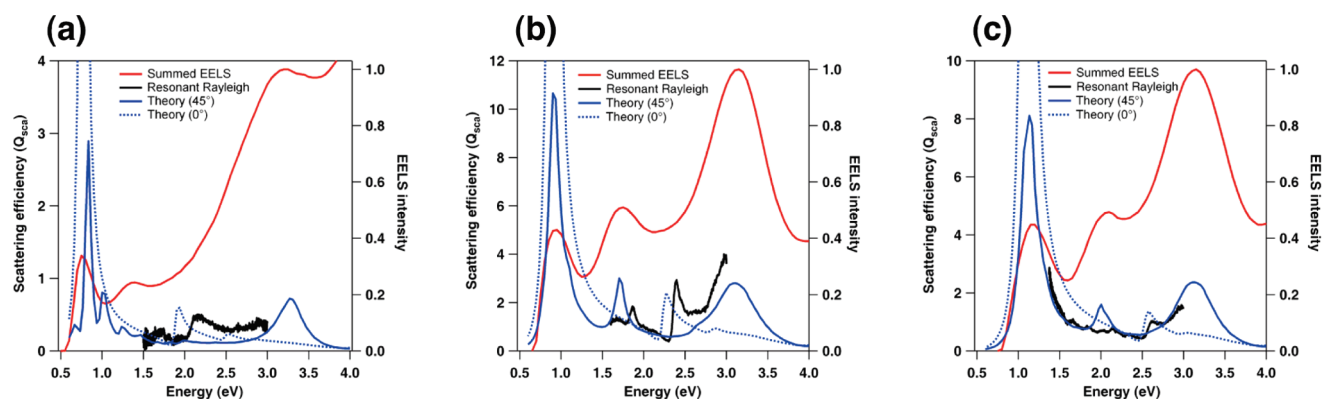 (a)
Scattering efficiency (Qsca)
4
3
2
1
0
Summed EELS
Resonant Rayleigh
Theory (45°)
Theory (0°)
1.0
0.8
0.6
0.4
0.2
0.0
EELS intensity
0.5 1.0 1.5 2.0 2.5 3.0 3.5 4.0
Energy (eV)
(b)
Scattering efficiency (Qsca)
12
10
8
6
4
2
0
Summed EELS
Resonant Rayleigh
Theory (45°)
Theory (0°)
1.0
0.8
0.6
0.4
0.2
0.0
EELS intensity
0.5 1.0 1.5 2.0 2.5 3.0 3.5 4.0
Energy (eV)
(c)
Scattering efficiency (Qsca)
10
8
6
4
2
0
Summed EELS
Resonant Rayleigh
Theory (45°)
Theory (0°)
1.0
0.8
0.6
0.4
0.2
0.0
EELS intensity
0.5 1.0 1.5 2.0 2.5 3.0 3.5 4.0
Energy (eV)